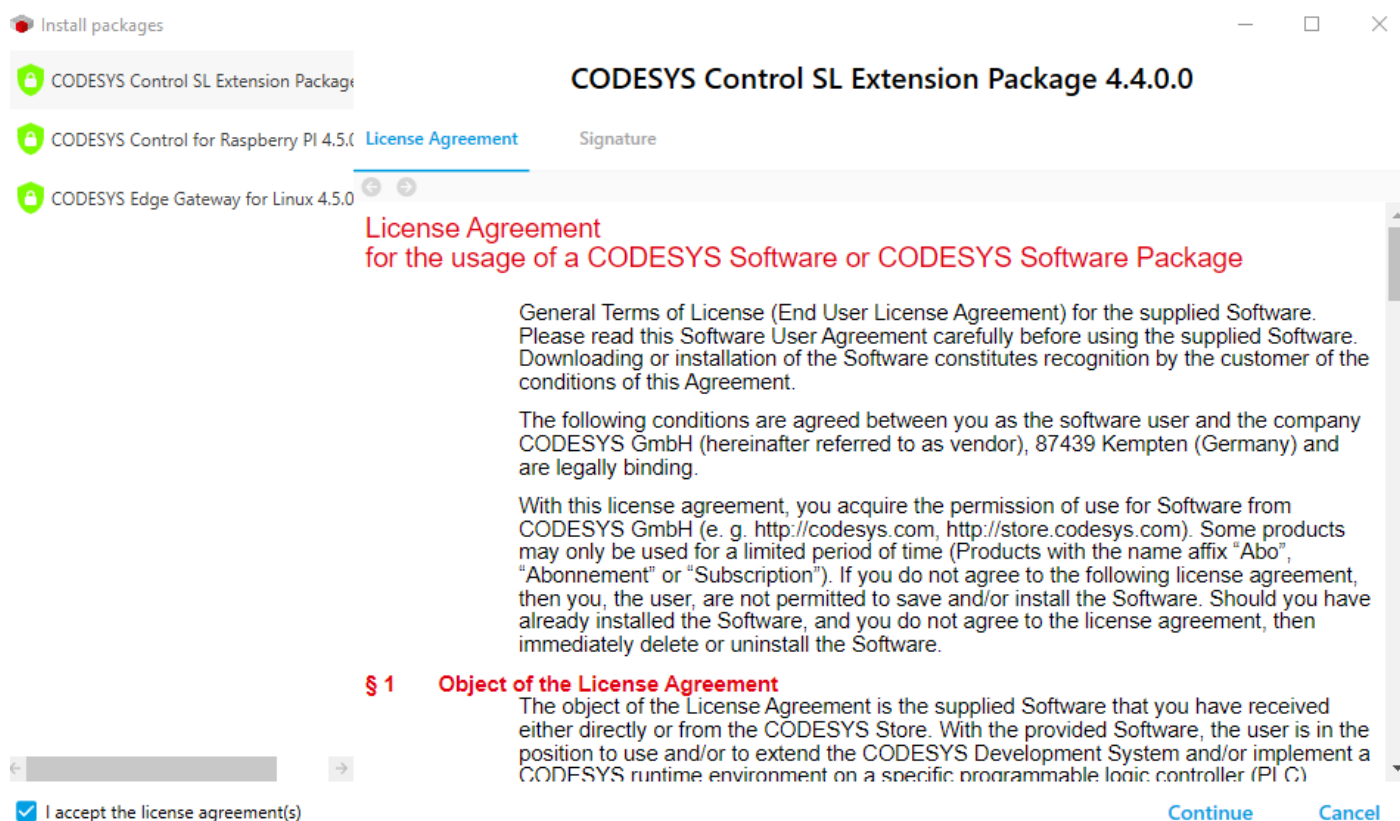 Install packages
CODESYS Control SL Extension Package
CODESYS Control for Raspberry PI 4.5.0
CODESYS Edge Gateway for Linux 4.5.0
CODESYS Control SL Extension Package 4.4.0.0
License Agreement
Signature
License Agreement
for the usage of a CODESYS Software or CODESYS Software Package
General Terms of License (End User License Agreement) for the supplied Software.
Please read this Software User Agreement carefully before using the supplied Software.
Downloading or installation of the Software constitutes recognition by the customer of the
conditions of this Agreement.
The following conditions are agreed between you as the software user and the company
CODESYS GmbH (hereinafter referred to as vendor), 87439 Kempten (Germany) and
are legally binding.
With this license agreement, you acquire the permission of use for Software from
CODESYS GmbH (e. g. http://codesys.com, http://store.codesys.com). Some products
may only be used for a limited period of time (Products with the name affix “Abo”,
“Abonnement” or “Subscription”). If you do not agree to the following license agreement,
then you, the user, are not permitted to save and/or install the Software. Should you have
already installed the Software, and you do not agree to the license agreement, then
immediately delete or uninstall the Software.
§ 1 Object of the License Agreement
The object of the License Agreement is the supplied Software that you have received
either directly or from the CODESYS Store. With the provided Software, the user is in the
position to use and/or to extend the CODESYS Development System and/or implement a
CODESYS runtime environment on a specific programmable logic controller (PLC)
I accept the license agreement(s)
Continue
Cancel